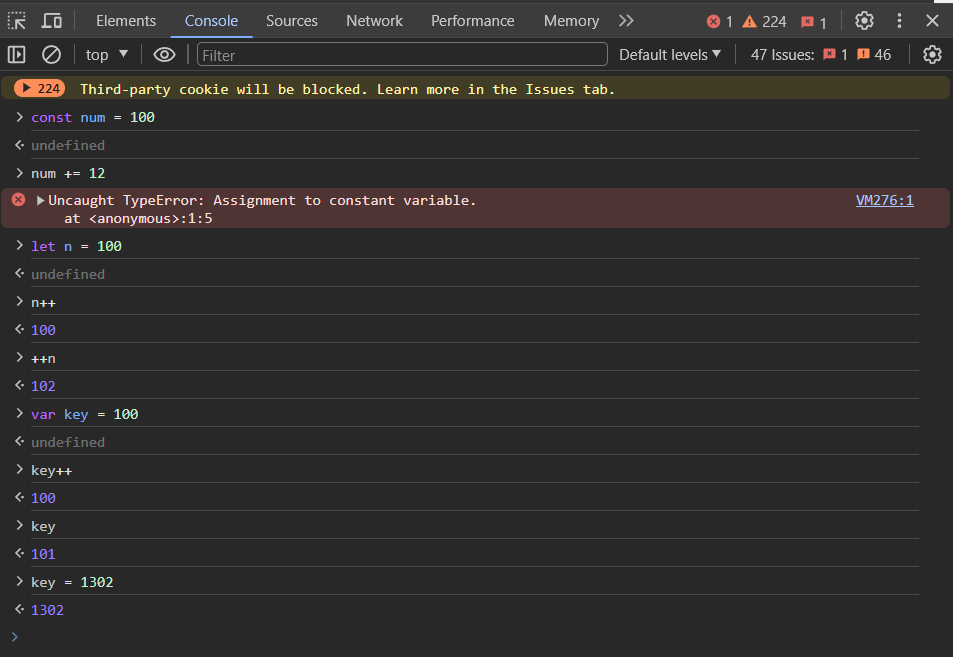 Elements Console Sources Network Performance Memory 1 224 1
top Filter Default levels 47 Issues: 1 46
224 Third-party cookie will be blocked. Learn more in the Issues tab.
> const num = 100
undefined
> num += 12
Uncaught TypeError: Assignment to constant variable. VM276:1
at <anonymous>:1:5
> let n = 100
undefined
> n++
100
> ++n
102
> var key = 100
undefined
> key++
100
> key
101
> key = 1302
1302
>